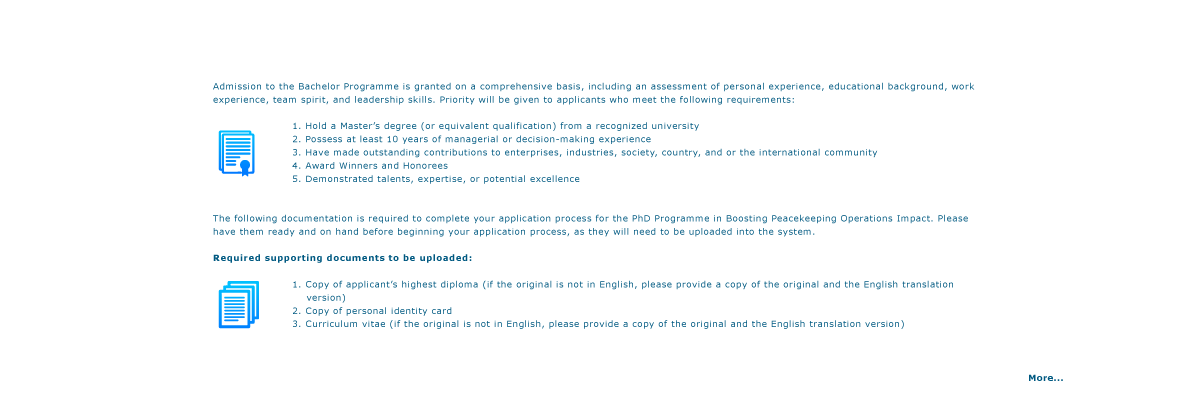 Admission to the Bachelor Programme is granted on a comprehensive basis, including an assessment of personal experience, educational background, work
experience, team spirit, and leadership skills. Priority will be given to applicants who meet the following requirements:
1. Hold a Master’s degree (or equivalent qualification) from a recognized university
2. Possess at least 10 years of managerial or decision-making experience
3. Have made outstanding contributions to enterprises, industries, society, country, and or the international community
4. Award Winners and Honorees
5. Demonstrated talents, expertise, or potential excellence
The following documentation is required to complete your application process for the PhD Programme in Boosting Peacekeeping Operations Impact. Please
have them ready and on hand before beginning your application process, as they will need to be uploaded into the system.
Required supporting documents to be uploaded:
1. Copy of applicant’s highest diploma (if the original is not in English, please provide a copy of the original and the English translation
version)
2. Copy of personal identity card
3. Curriculum vitae (if the original is not in English, please provide a copy of the original and the English translation version)
More...